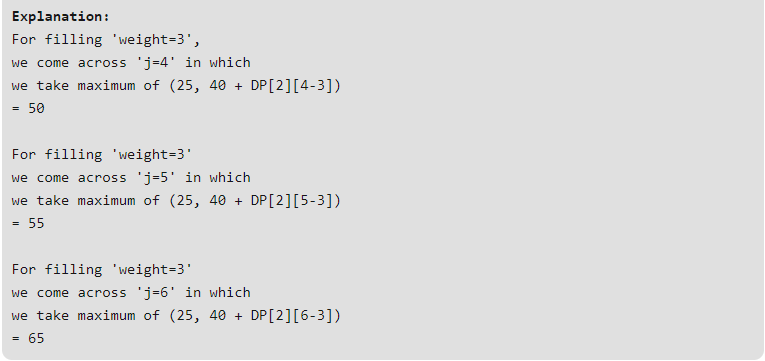 Explanation:
For filling 'weight=3',
we come across 'j=4' in which
we take maximum of (25, 40 + DP[2][4-3])
= 50
For filling 'weight=3'
we come across 'j=5' in which
we take maximum of (25, 40 + DP[2][5-3])
= 55
For filling 'weight=3'
we come across 'j=6' in which
we take maximum of (25, 40 + DP[2][6-3])
= 65